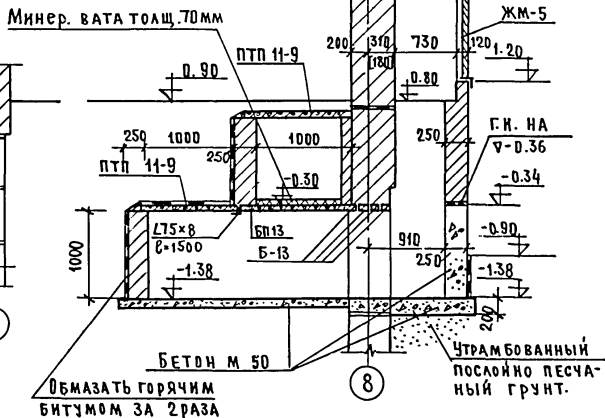 МИНЕР. ВАТА ТОЛЩ. 70ММ
ЖМ-5
200 310 730 120
[180]
1.20
0.90
ПТП 11-9
0.80
250 1000 250 1000 250
Г.К. НА
▽-0.36
ПТП 11-9
-0.30
-0.34
L75×8
ℓ=1500
БП13
Б-13
910
-0.90
250
1000
-1.38
-1.38
200
БЕТОН М 50
УТРАМБОВАННЫЙ
ПОСЛОЙНО ПЕСЧА-
НЫЙ ГРУНТ.
8
ОБМАЗАТЬ ГОРЯЧИМ
БИТУМОМ ЗА 2РАЗА